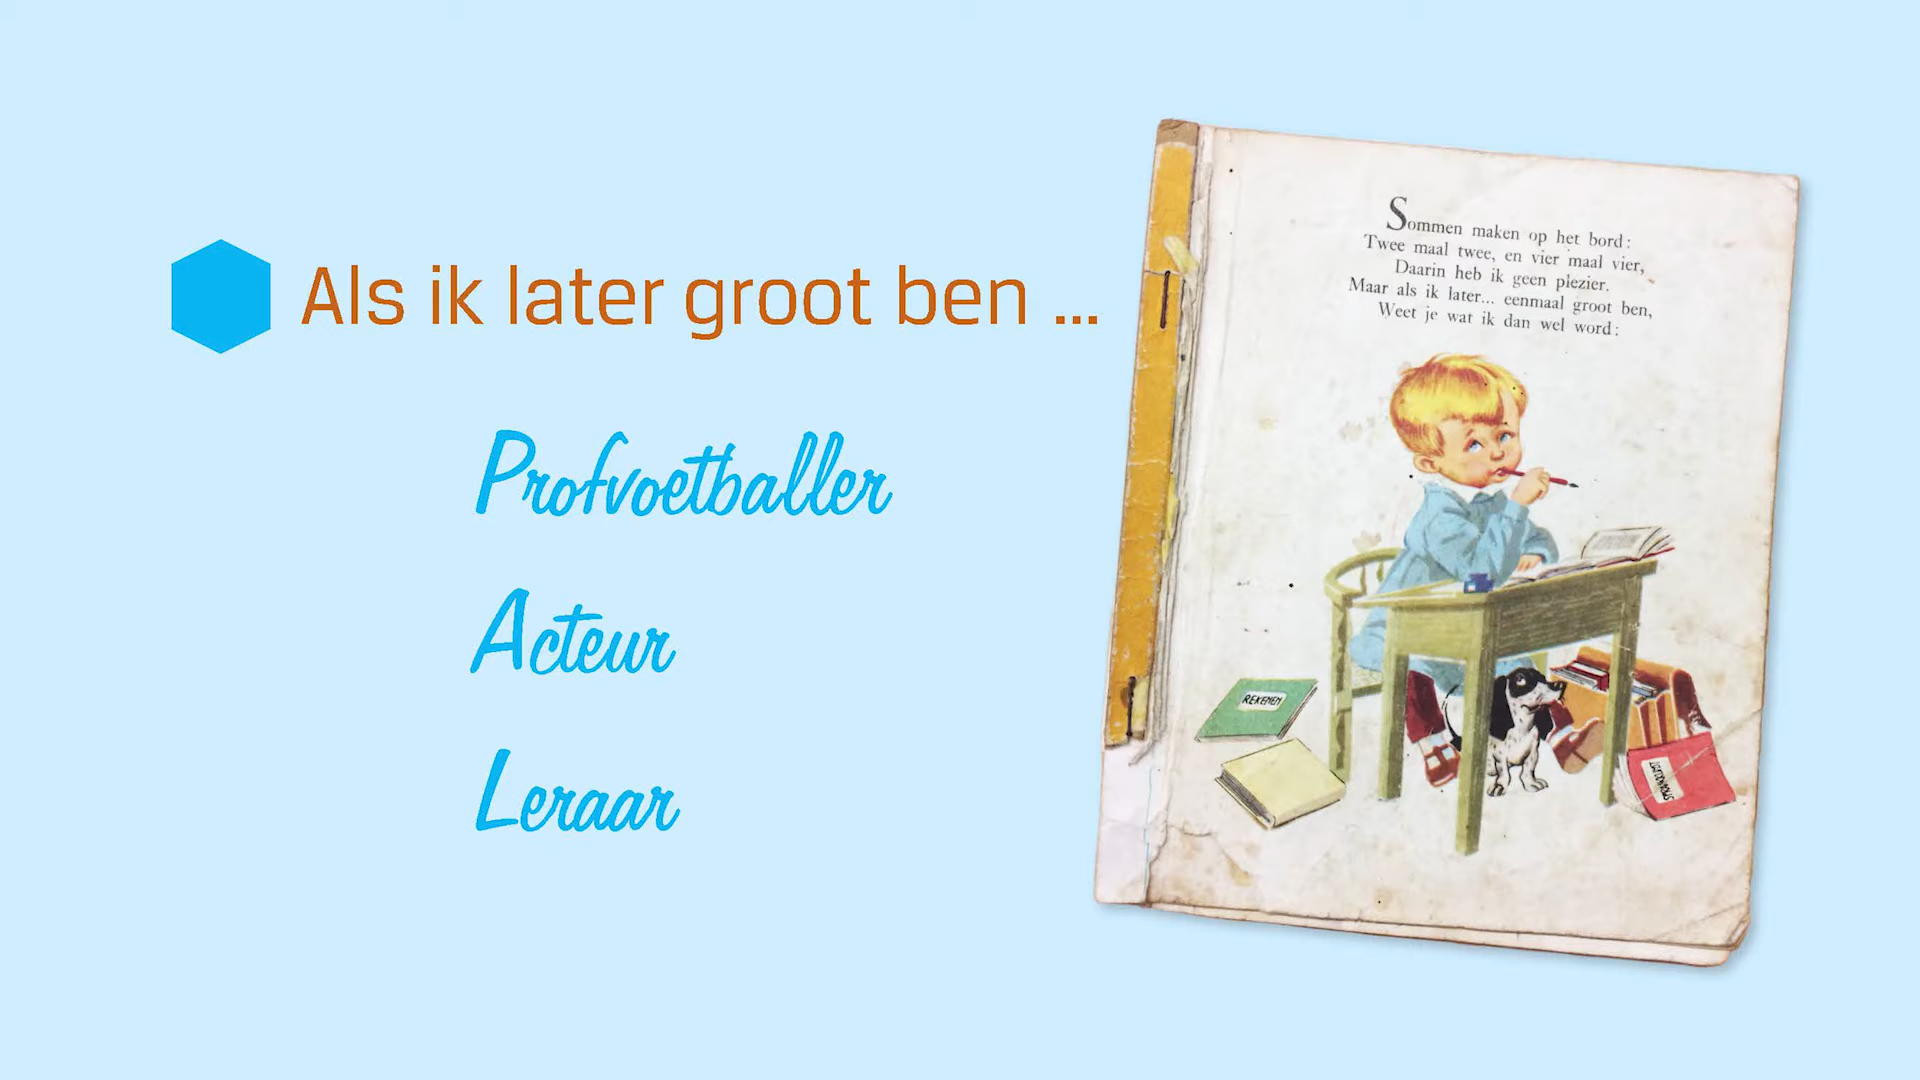 Als ik later groot ben ...
Profvoetballer
Acteur
Leraar
Sommen maken op het bord:
Twee maal twee, en vier maal vier,
Daarin heb ik geen plezier.
Maar als ik later... eenmaal groot ben,
Weet je wat ik dan wel word:
REKENEN